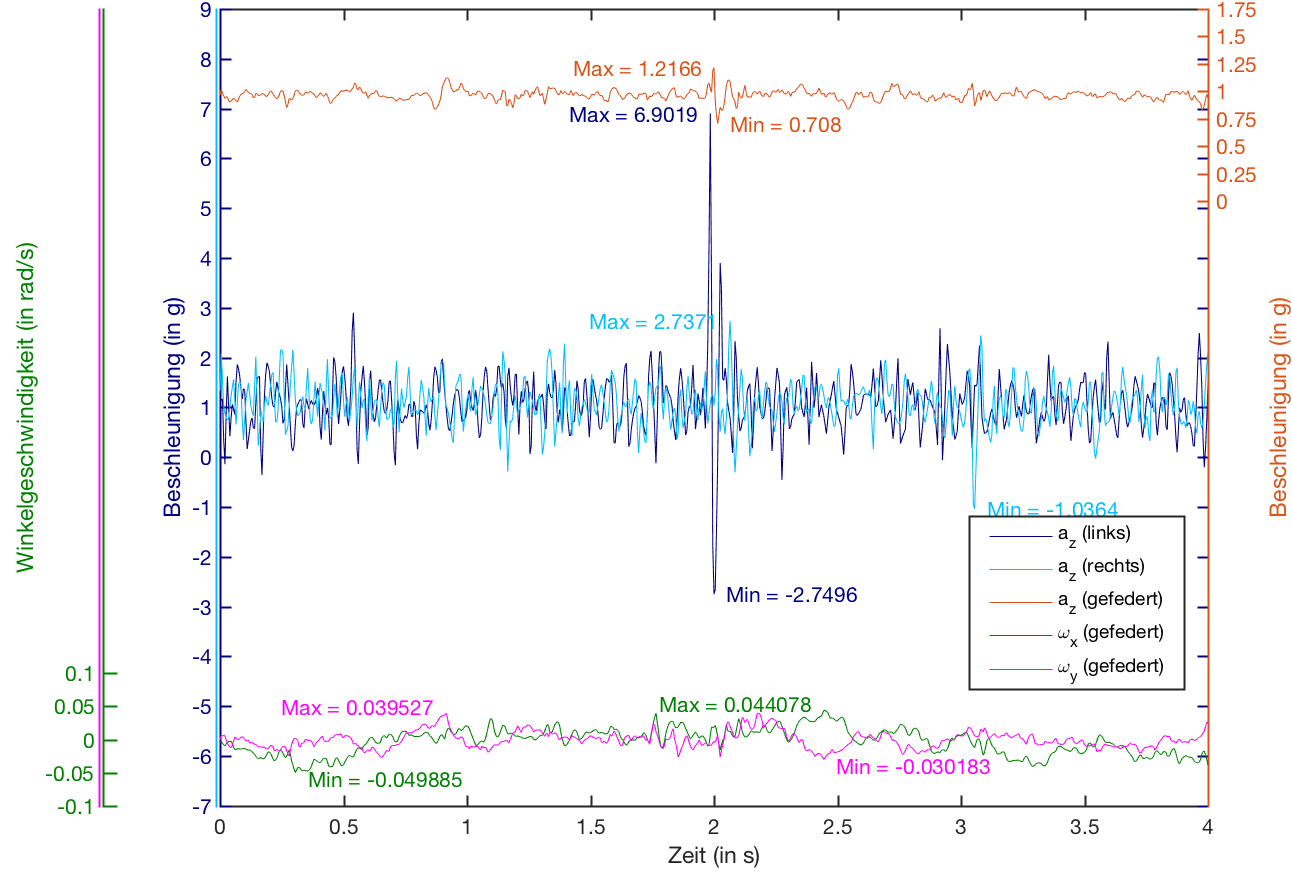 9
8
7
6
5
4
3
2
1
0
-1
-2
-3
-4
-5
-6
-7
1.75
1.5
1.25
1
0.75
0.5
0.25
0
0.1
0.05
0
-0.05
-0.1
Winkelgeschwindigkeit (in rad/s)
Beschleunigung (in g)
Beschleunigung (in g)
Max = 1.2166
Max = 6.9019
Min = 0.708
Max = 2.7371
Min = -1.0364
Min = -2.7496
a_z (links)
a_z (rechts)
a_z (gefedert)
ω_x (gefedert)
ω_y (gefedert)
Max = 0.039527
Max = 0.044078
Min = -0.049885
Min = -0.030183
0 0.5 1 1.5 2 2.5 3 3.5 4
Zeit (in s)